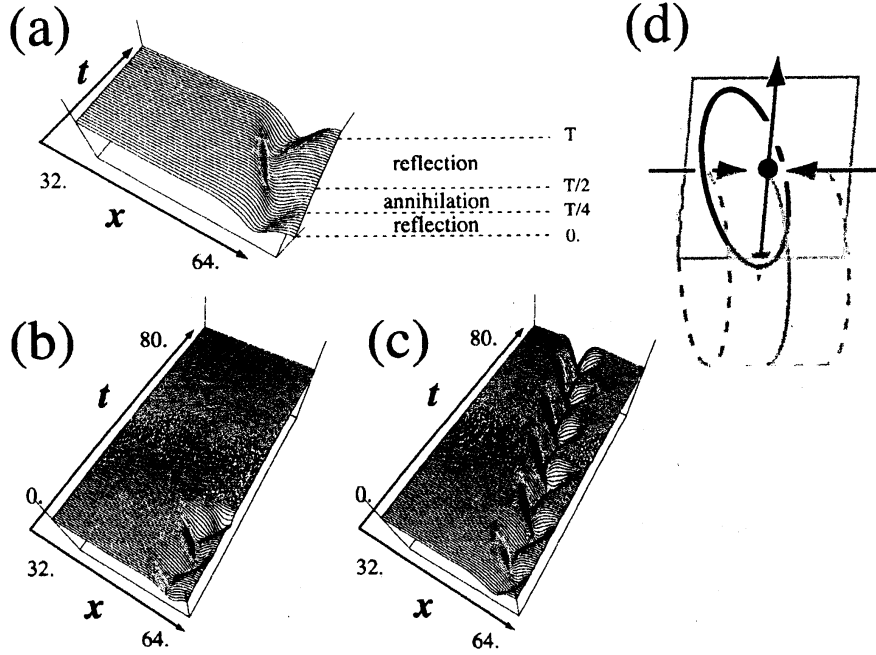 (a)
t
T
reflection
T/2
annihilation
T/4
reflection
0.
32.
x
64.
(d)
(b)
80.
t
0.
32.
x
64.
(c)
80.
t
0.
32.
x
64.